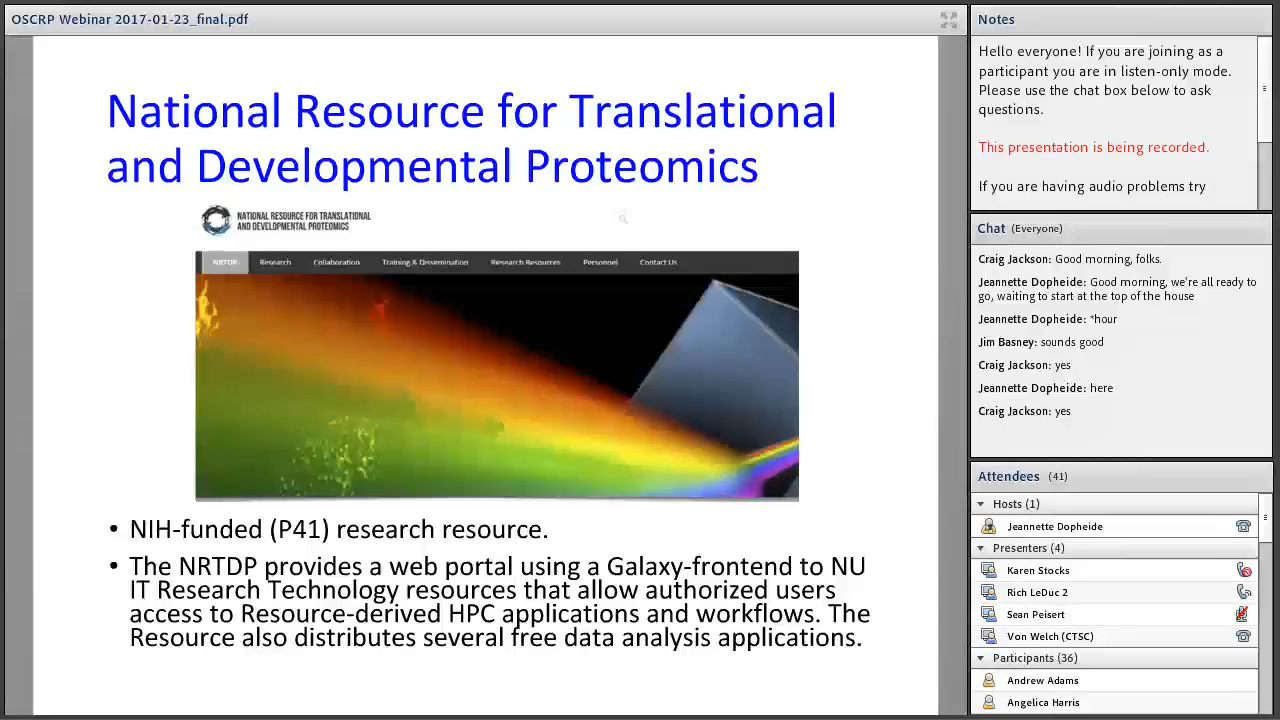 OSCRP Webinar 2017-01-23_final.pdf
National Resource for Translational
and Developmental Proteomics
NATIONAL RESOURCE FOR TRANSLATIONAL
AND DEVELOPMENTAL PROTEOMICS
NRTDP Research Collaboration Training & Dissemination Research Resources Personnel Contact Us
• NIH-funded (P41) research resource.
• The NRTDP provides a web portal using a Galaxy-frontend to NU
IT Research Technology resources that allow authorized users
access to Resource-derived HPC applications and workflows. The
Resource also distributes several free data analysis applications.
Notes
Hello everyone! If you are joining as a
participant you are in listen-only mode.
Please use the chat box below to ask
questions.
This presentation is being recorded.
If you are having audio problems try
Chat (Everyone)
Craig Jackson: Good morning, folks.
Jeannette Dopheide: Good morning, we're all ready to
go, waiting to start at the top of the house
Jeannette Dopheide: *hour
Jim Basney: sounds good
Craig Jackson: yes
Jeannette Dopheide: here
Craig Jackson: yes
Attendees (41)
Hosts (1)
Jeannette Dopheide
Presenters (4)
Karen Stocks
Rich LeDuc 2
Sean Peisert
Von Welch (CTSC)
Participants (36)
Andrew Adams
Angelica Harris